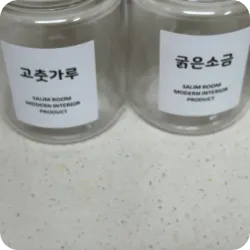 고춧가루
SALIM ROOM
MODERN INTERIOR
PRODUCT
굵은소금
SALIM ROOM
MODERN INTERIOR
PRODUCT